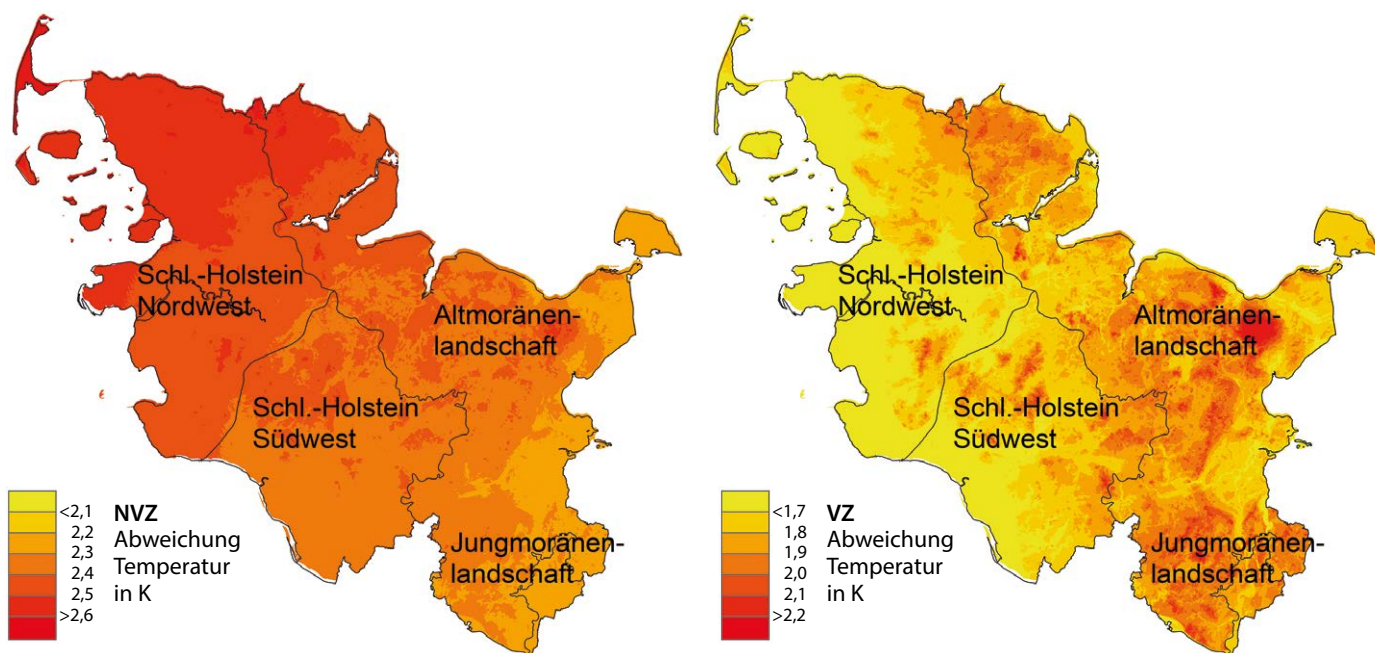 Schl.-Holstein
Nordwest
Altmoränen-
landschaft
Schl.-Holstein
Südwest
Jungmoränen-
landschaft
<2,1
2,2
2,3
2,4
2,5
>2,6
NVZ
Abweichung
Temperatur
in K
Schl.-Holstein
Nordwest
Altmoränen-
landschaft
Schl.-Holstein
Südwest
Jungmoränen-
landschaft
<1,7
1,8
1,9
2,0
2,1
>2,2
VZ
Abweichung
Temperatur
in K